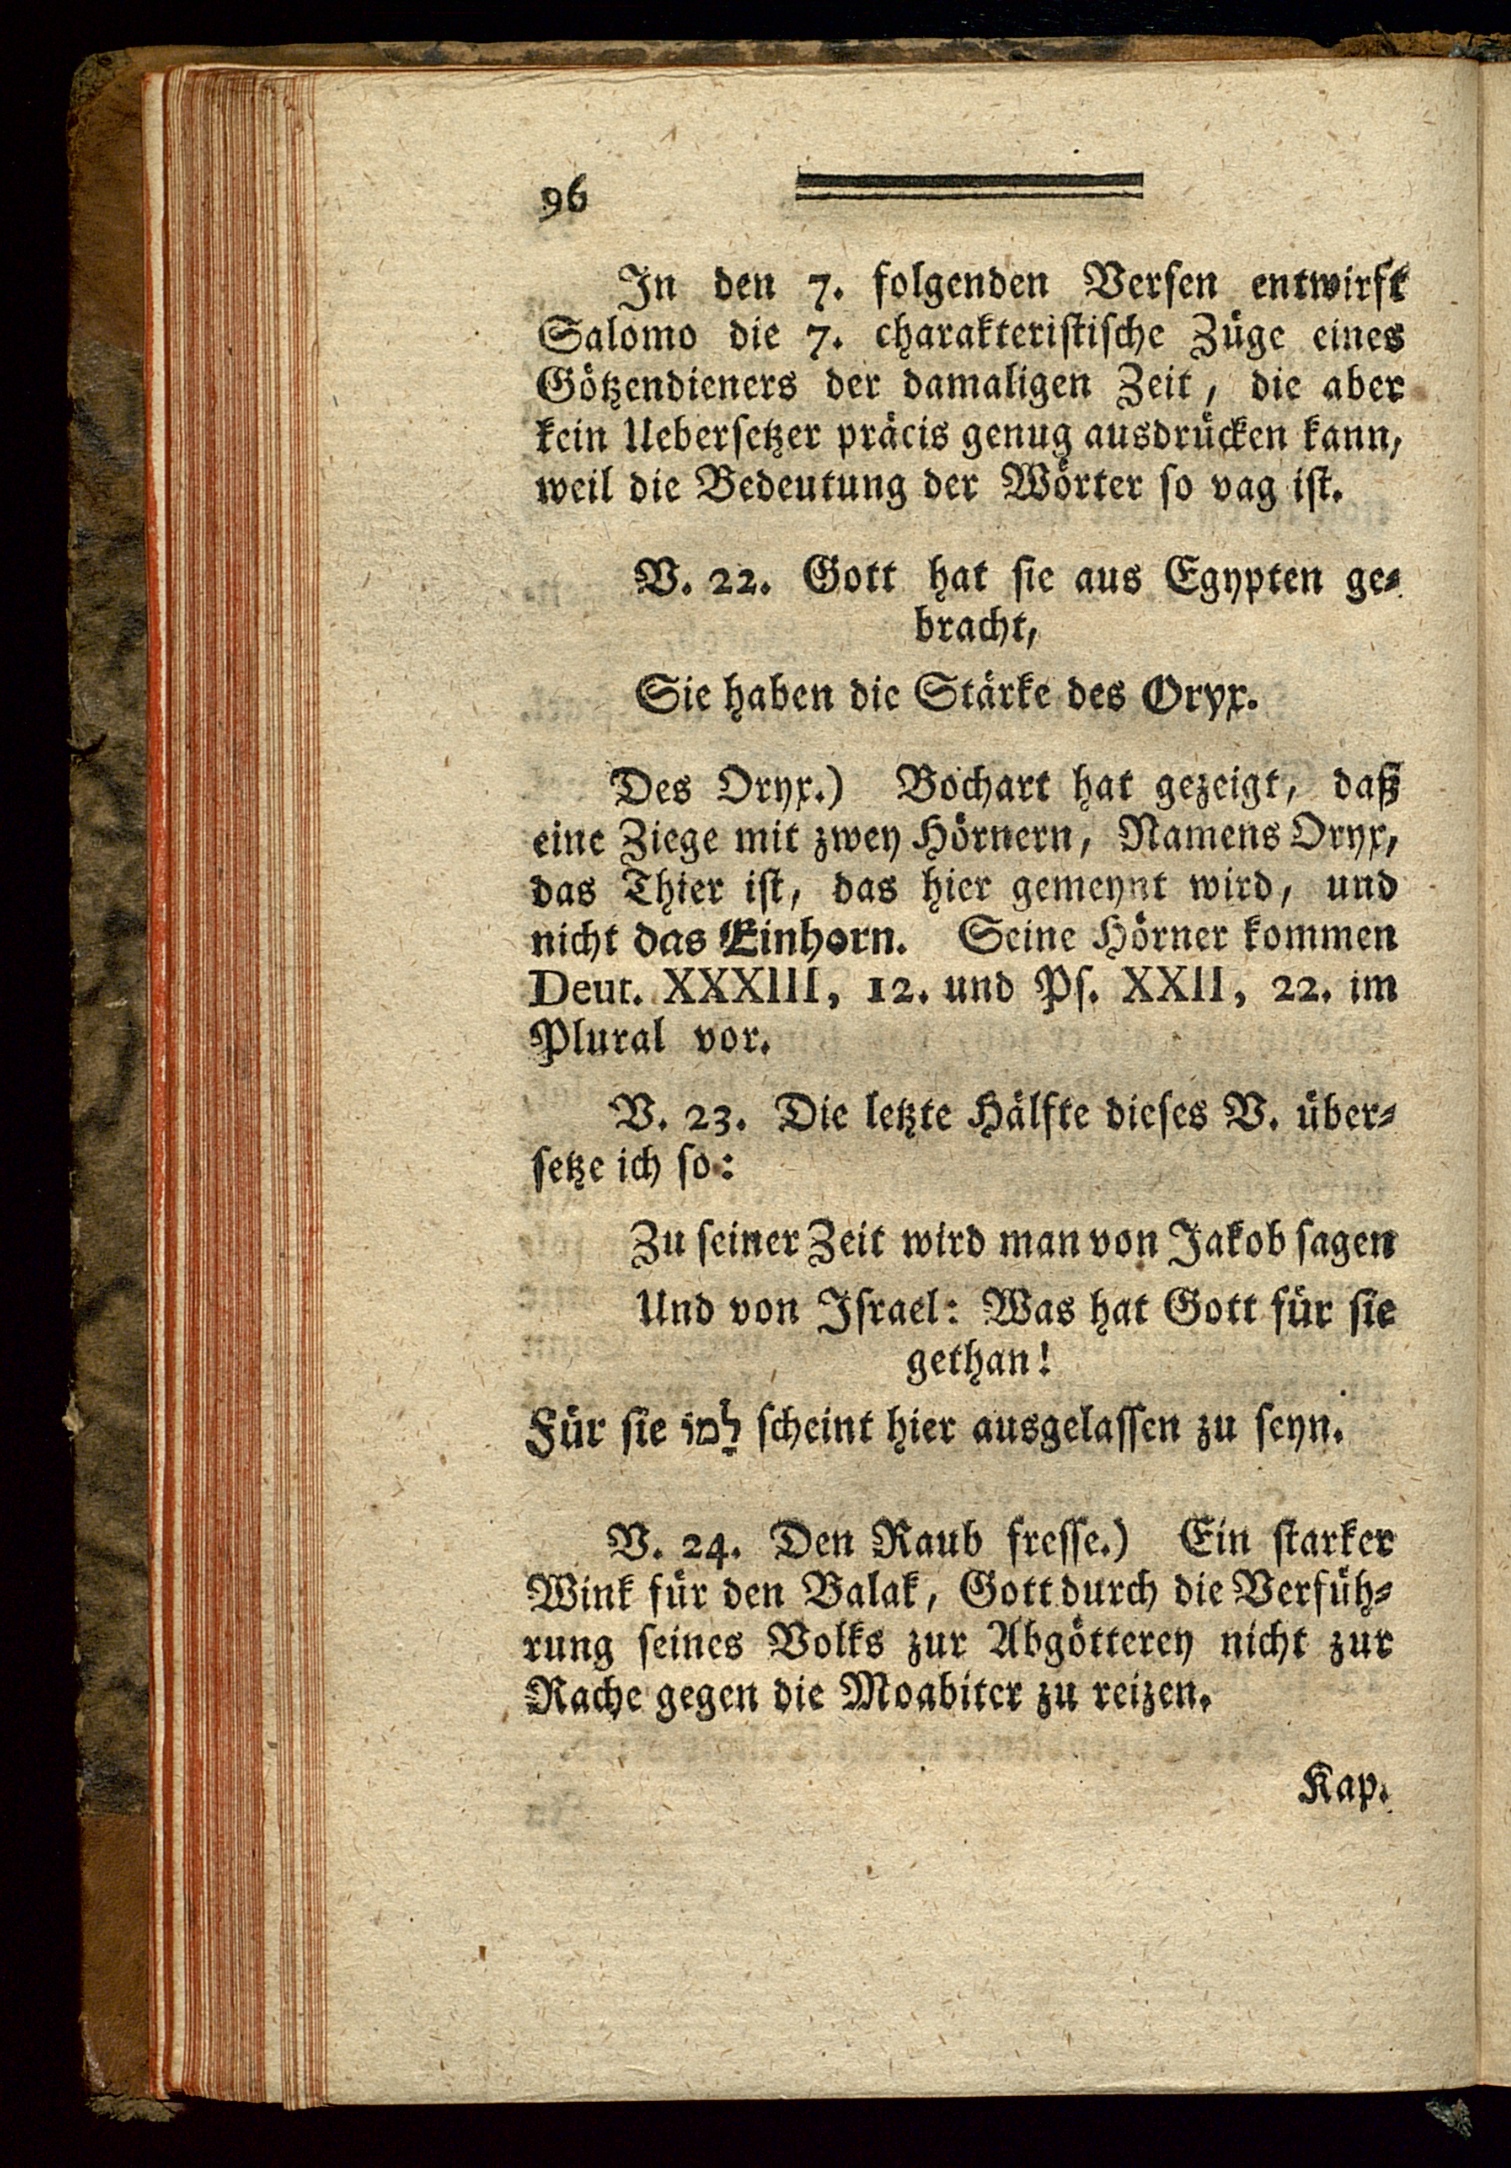 96
In den 7. folgenden Verſen entwirft
Salomo die 7. charakteriſtiſche Züge eines
Götzendieners der damaligen Zeit, die aber
kein Ueberſetzer präcis genug ausdrücken kann,
weil die Bedeutung der Wörter ſo vag iſt.
V. 22. Gott hat ſie aus Egypten ge⸗
bracht,
Sie haben die Stärke des Oryx.
Des Oryx.) Bochart hat gezeigt, daß
eine Ziege mit zwey Hörnern, Namens Oryx,
das Thier iſt, das hier gemeynt wird, und
nicht das Einhorn. Seine Hörner kommen
Deut. XXXIII, 12. und Pſ. XXII, 22. im
Plural vor.
V. 23. Die letzte Hälfte dieſes V. über⸗
ſetze ich ſo:
Zu ſeiner Zeit wird man von Jakob ſagen
Und von Iſrael: Was hat Gott für ſie
gethan!
Für ſie לָמו ſcheint hier ausgelaſſen zu ſeyn.
V. 24. Den Raub freſſe.) Ein ſtarker
Wink für den Balak, Gott durch die Verfüh⸗
rung ſeines Volks zur Abgötterey nicht zur
Rache gegen die Moabiter zu reizen.
Kap.